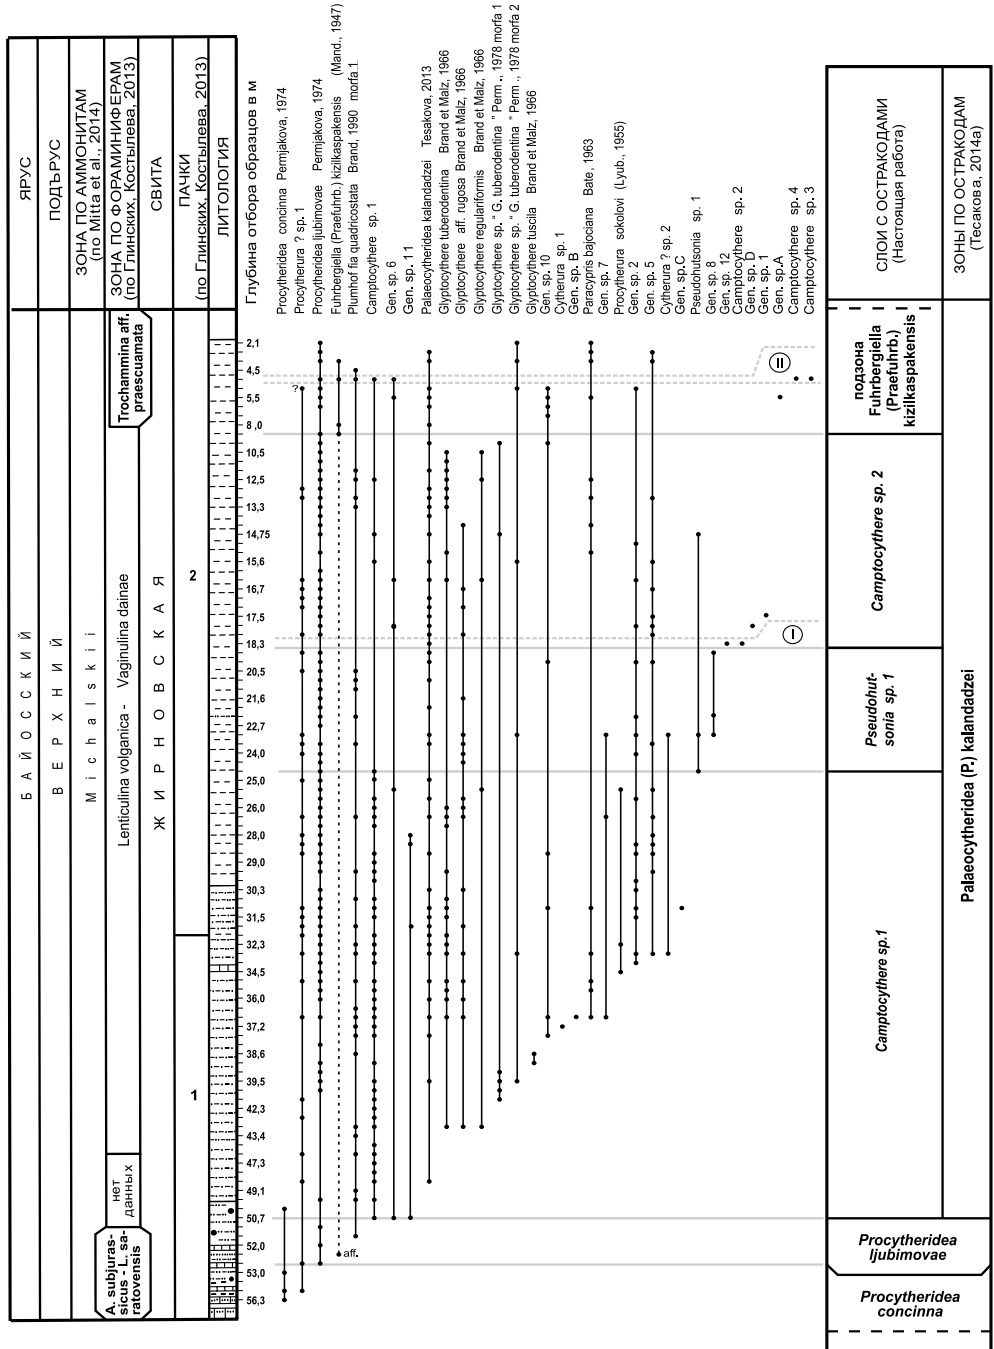 ЯРУС
ПОДЪРУС
ЗОНА ПО АММОНИТАМ
(по Mitta et al., 2014)
ЗОНА ПО ФОРАМИНИФЕРАМ
(по Глинских, Костылева, 2013)
СВИТА
ПАЧКИ
(по Глинских, Костылева, 2013)
ЛИТОЛОГИЯ
Глубина отбора образцов в м
Procytheridea concinna Permjakova, 1974
Procytherura ? sp. 1
Procytheridea ljubimovae Permjakova, 1974
Fuhrbergiella (Praefuhrb.) kizilkaspakensis (Mand., 1947)
Plumhof fia quadricostata Brand, 1990 morfa 1
Camptocythere sp. 1
Gen. sp. 6
Gen. sp. 11
Palaeocytheridea kalandadzei Tesakova, 2013
Glyptocythere tuberodentina Brand et Malz, 1966
Glyptocythere aff. rugosa Brand et Malz, 1966
Glyptocythere regulariformis Brand et Malz, 1966
Glyptocythere sp. " G. tuberodentina " Perm ., 1978 morfa 1
Glyptocythere sp. " G. tuberodentina " Perm ., 1978 morfa 2
Glyptocythere tuscila Brand et Malz, 1966
Gen. sp. 10
Cytherura sp. 1
Gen. sp. B
Paracypris bajociana Bate, 1963
Gen. sp. 7
Procytherura sokolovi (Lyub., 1955)
Gen. sp. 2
Gen. sp. 5
Cytherura ? sp. 2
Gen. sp.C
Pseudohutsonia sp. 1
Gen. sp. 8
Gen. sp. 12
Camptocythere sp. 2
Gen. sp. D
Gen. sp. 1
Gen. sp.A
Camptocythere sp. 4
Camptocythere sp. 3
СЛОИ С ОСТРАКОДАМИ
(Настоящая работа)
ЗОНЫ ПО ОСТРАКОДАМ
(Тесакова, 2014а)
БАЙОССКИЙ
ВЕРХНИЙ
Michalskii
Trochammina aff.
praescuamata
Lenticulina volganica - Vaginulina dainae
нет
данных
A. subjuras-
sicus - L. sa-
ratovensis
ЖИРНОВСКАЯ
2
1
2,1
4,5
5,5
8,0
10,5
12,5
13,3
14,75
15,6
16,7
17,5
18,3
20,5
21,6
22,7
24,0
25,0
26,0
28,0
29,0
30,3
31,5
32,3
34,5
36,0
37,2
38,6
39,5
42,3
43,4
47,3
49,1
50,7
52,0
53,0
56,3
?
aff.
II
I
подзона
Fuhrbergiella
(Praefuhrb.)
kizilkaspakensis
Camptocythere sp. 2
Pseudohut-
sonia sp. 1
Camptocythere sp.1
Palaeocytheridea (P.) kalandadzei
Procytheridea
ljubimovae
Procytheridea
concinna